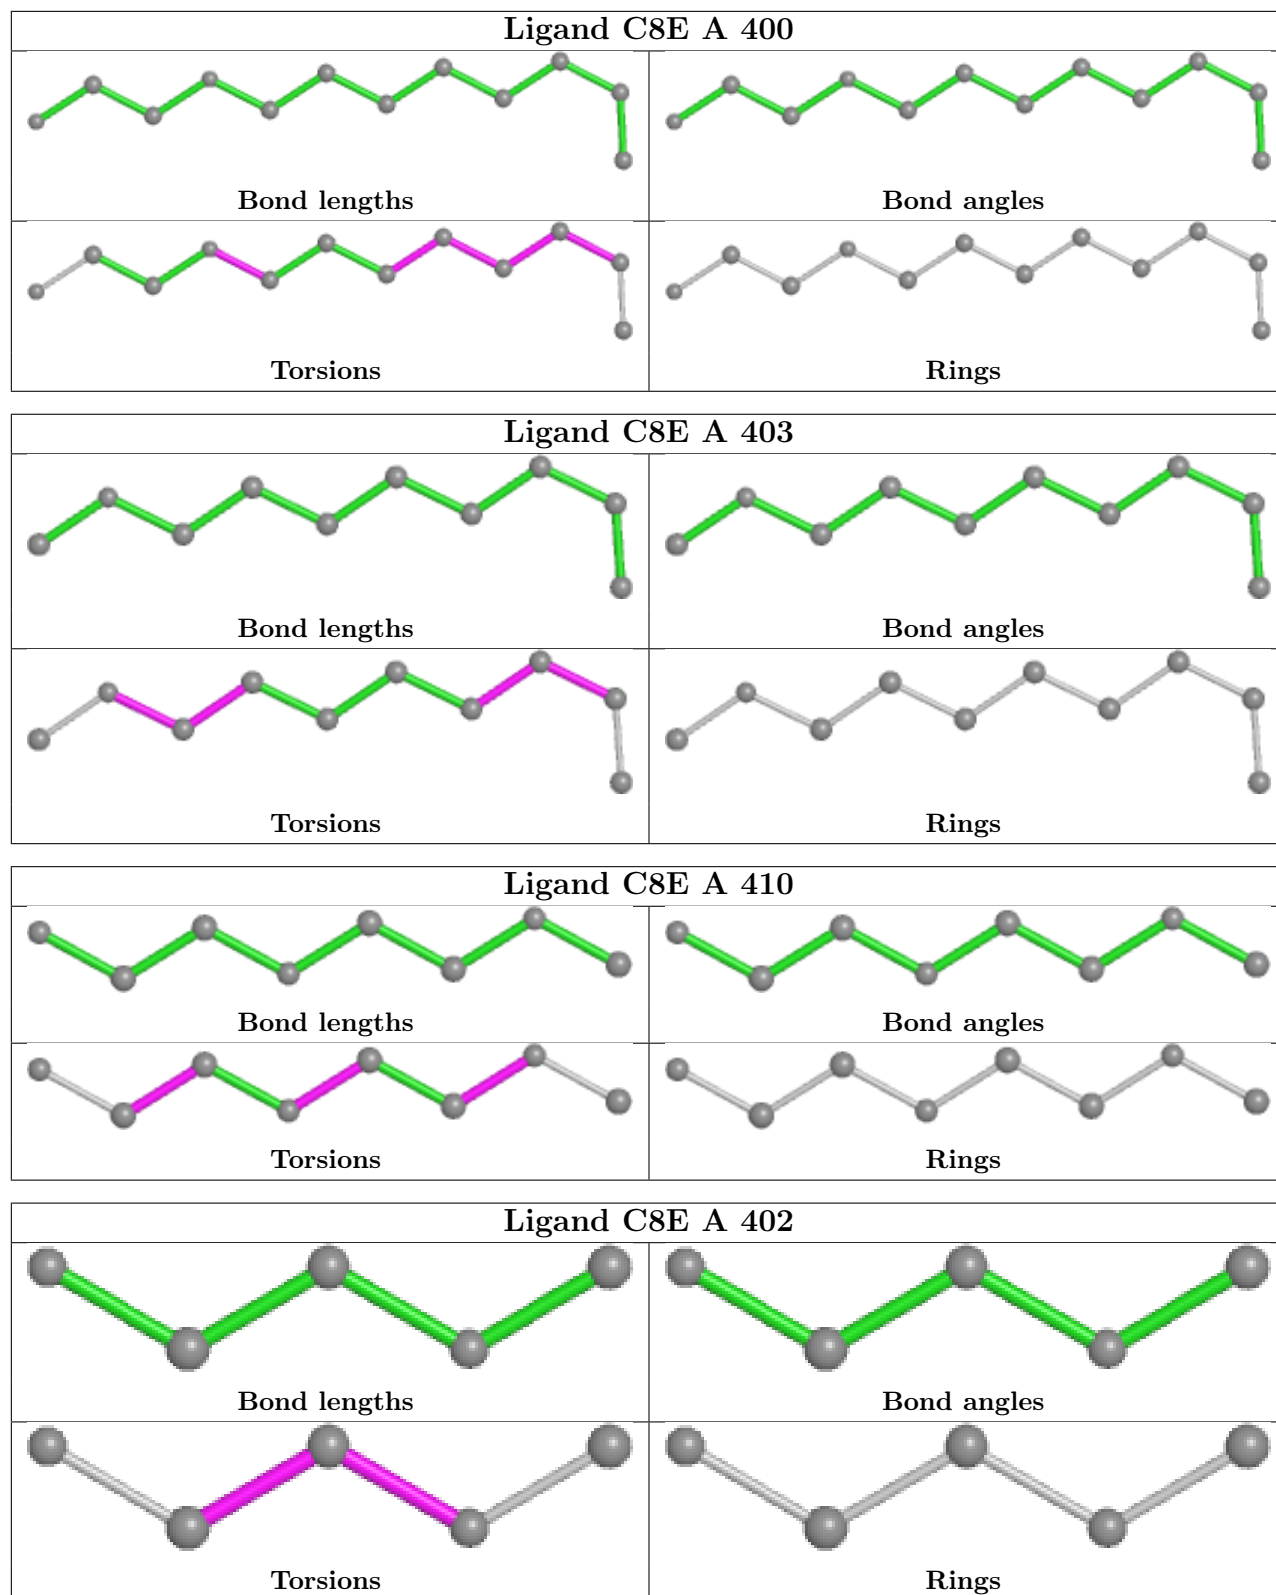 Ligand C8E A 400
Bond lengths
Bond angles
Torsions
Rings
Ligand C8E A 403
Bond lengths
Bond angles
Torsions
Rings
Ligand C8E A 410
Bond lengths
Bond angles
Torsions
Rings
Ligand C8E A 402
Bond lengths
Bond angles
Torsions
Rings